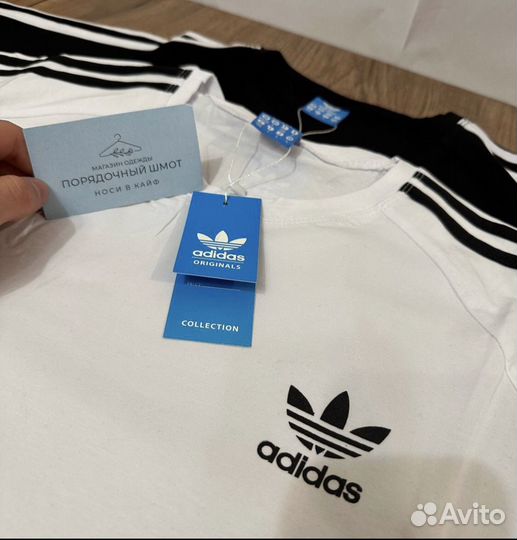 МАГАЗИН ОДЕЖДЫ
ПОРЯДОЧНЫЙ ШМОТ
НОСИ В КАЙФ
adidas
ORIGINALS
COLLECTION
adidas
Avito